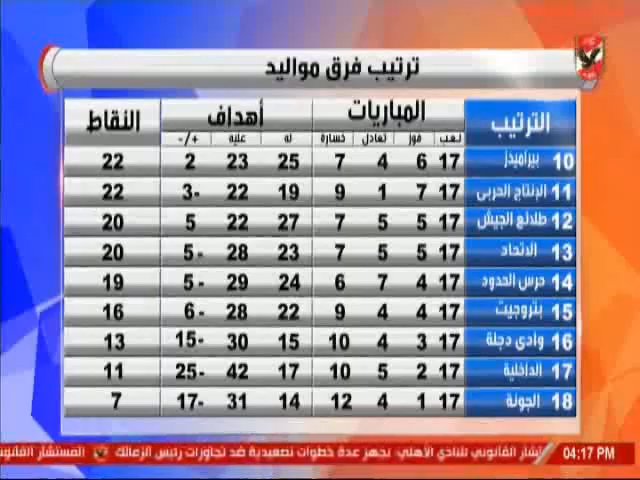 ترتيب فرق مواليد
الترتيب المباريات أهداف النقاط
لعب فوز تعادل خسارة له عليه +/-
10 بيراميدز 17 6 4 7 25 23 2 22
11 الإنتاج الحربى 17 7 1 9 19 22 3- 22
12 طلائع الجيش 17 5 5 7 27 22 5 20
13 الاتحاد 17 5 5 7 23 28 5- 20
14 حرس الحدود 17 4 7 6 24 29 5- 19
15 بتروجيت 17 4 4 9 22 28 6- 16
16 وادى دجلة 17 3 4 10 15 30 15- 13
17 الداخلية 17 2 5 10 17 42 25- 11
18 الجونة 17 1 4 12 14 31 17- 7
04:17 PM
القانوني للنادي الأهلي: يجهز عدة خطوات تصعيدية ضد تجاوزات رئيس الزمالك المستشار القانوني